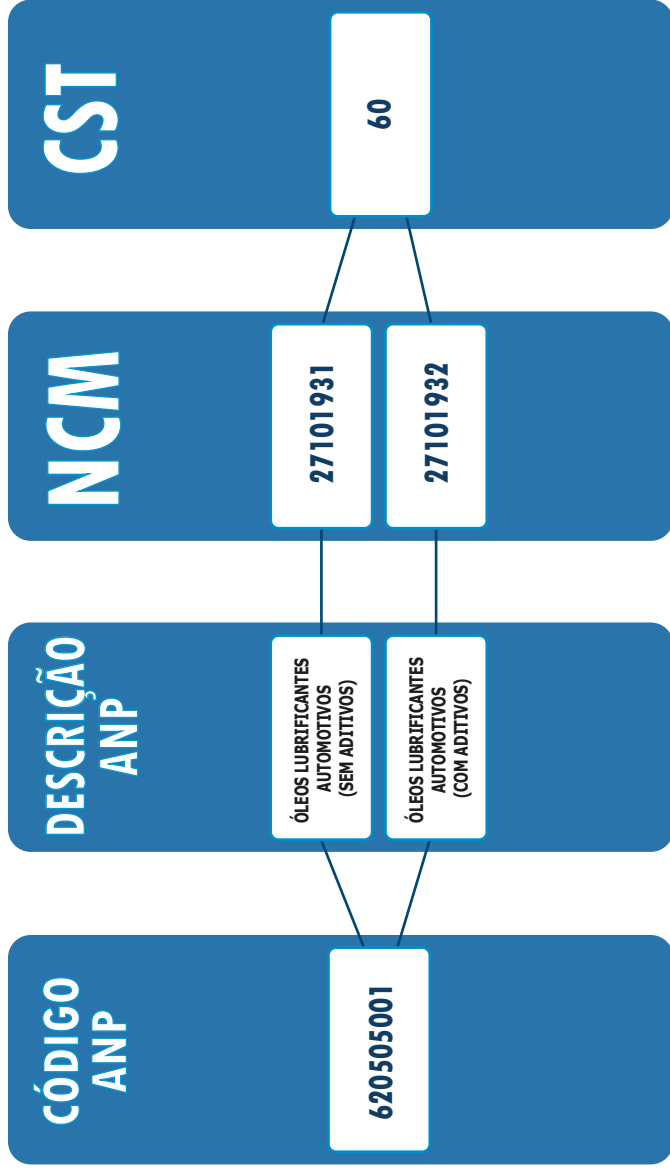 CÓDIGO
ANP
620505001
DESCRIÇÃO
ANP
ÓLEOS LUBRIFICANTES
AUTOMOTIVOS
(SEM ADITIVOS)
ÓLEOS LUBRIFICANTES
AUTOMOTIVOS
(COM ADITIVOS)
NCM
27101931
27101932
CST
60